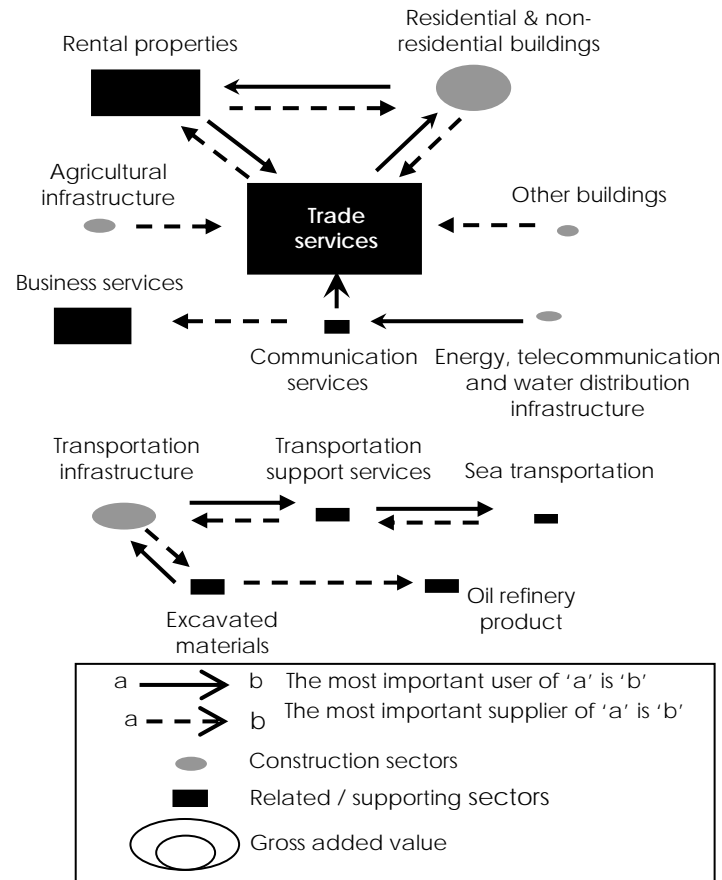 Residential & non-
residential buildings
Rental properties
Agricultural
infrastructure
Trade
services
Other buildings
Business services
Communication
services
Energy, telecommunication
and water distribution
infrastructure
Transportation
infrastructure
Transportation
support services
Sea transportation
Excavated
materials
Oil refinery
product
a b The most important user of ‘a’ is ‘b’
a b The most important supplier of ‘a’ is ‘b’
Construction sectors
Related / supporting sectors
Gross added value